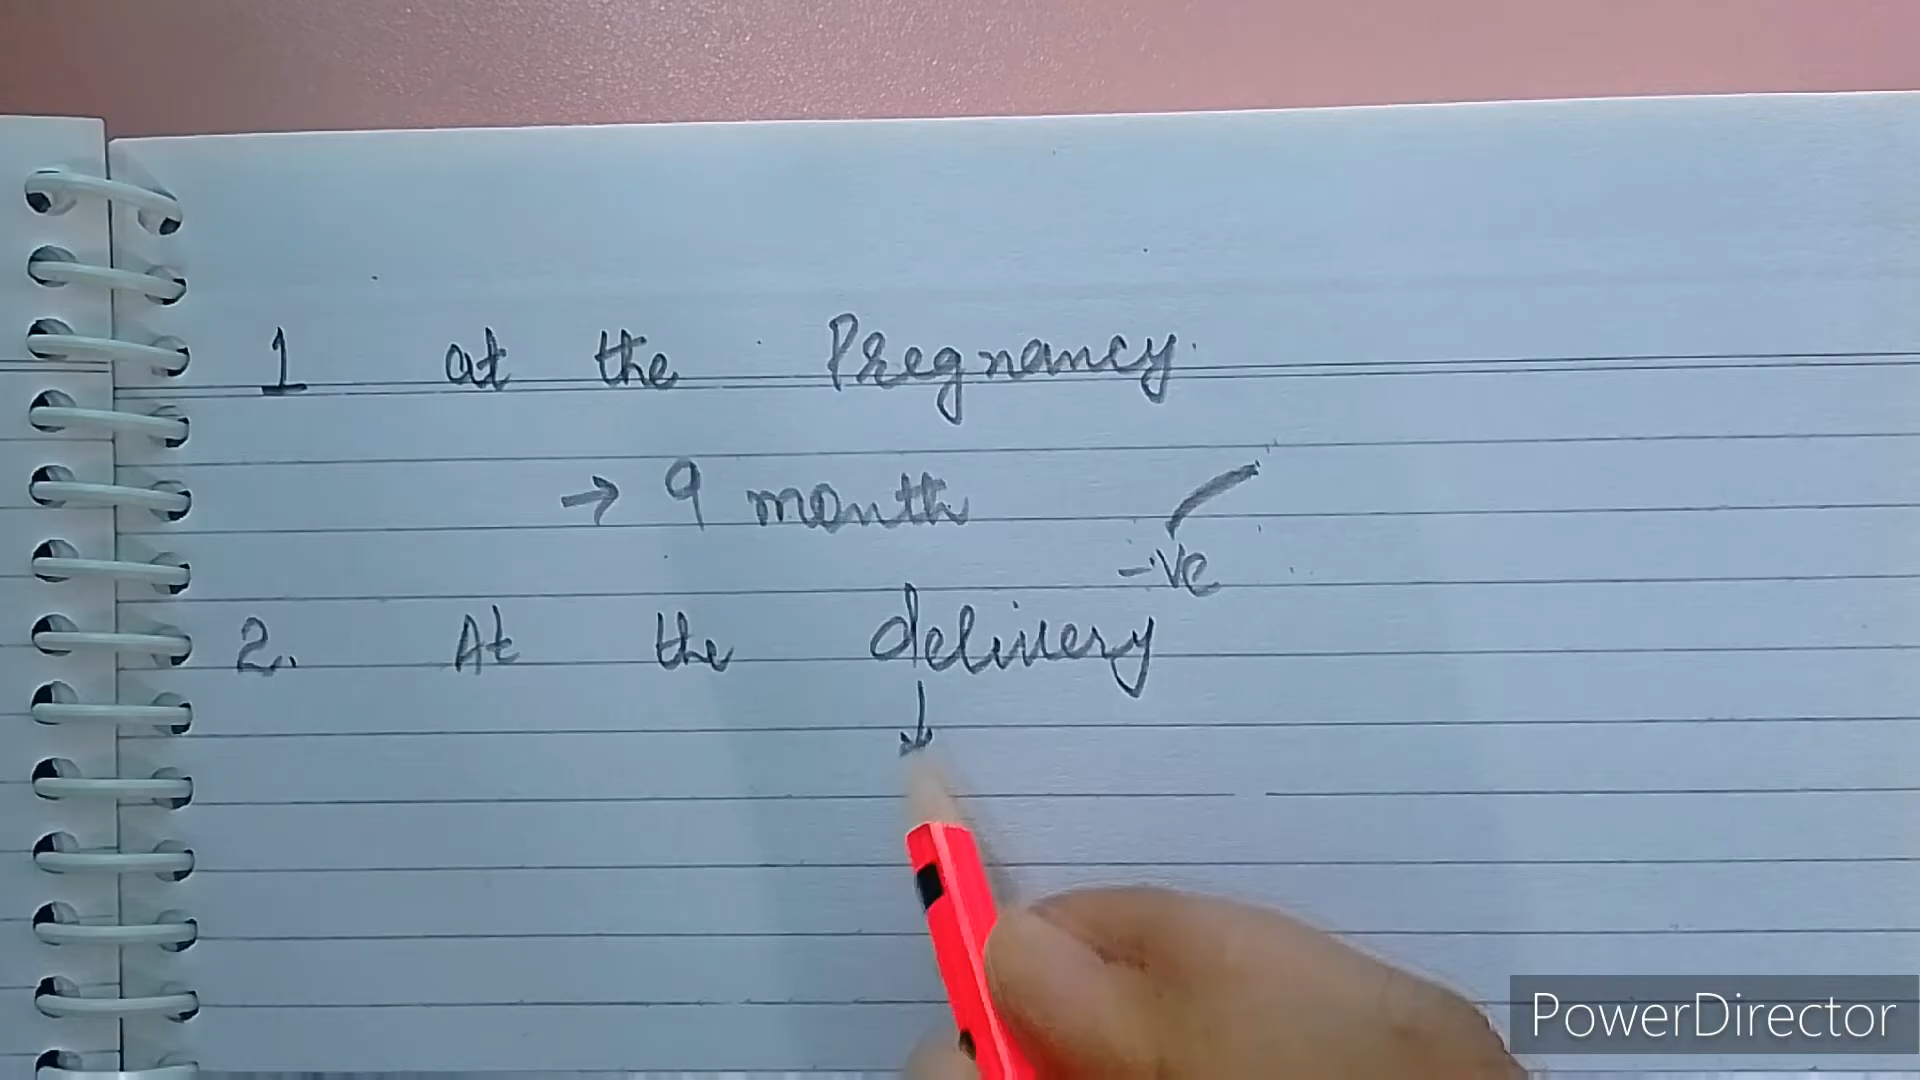 1 at the Pregnancy.
→ 9 month
-ve
2. At the delivery
↓
PowerDirector